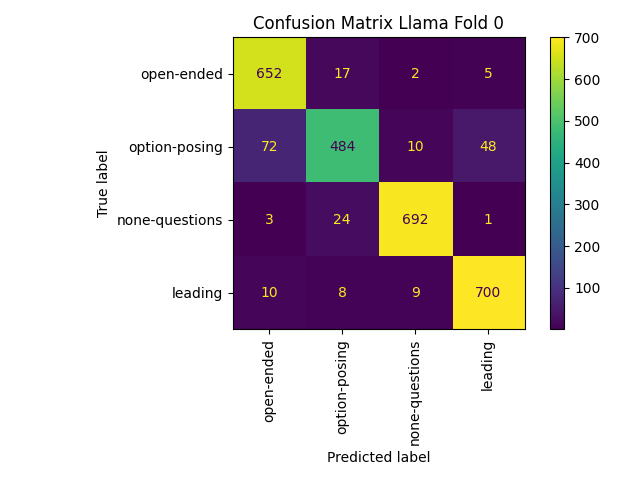 Confusion Matrix Llama Fold 0
True label
open-ended 652 17 2 5
option-posing 72 484 10 48
none-questions 3 24 692 1
leading 10 8 9 700
open-ended
option-posing
none-questions
leading
Predicted label
700
600
500
400
300
200
100